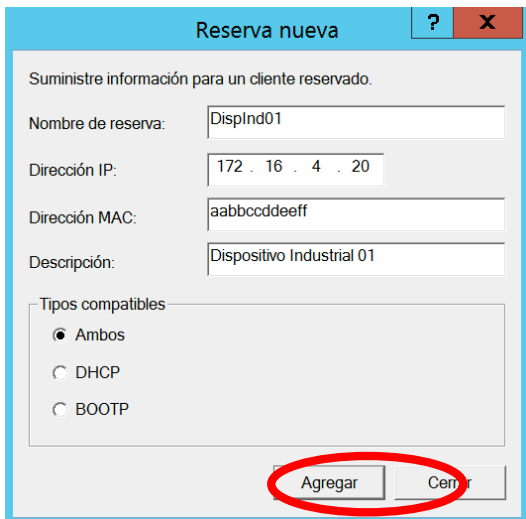 Reserva nueva
? X
Suministre información para un cliente reservado.
Nombre de reserva: DispInd01
Dirección IP: 172 . 16 . 4 . 20
Dirección MAC: aabbccddeeff
Descripción: Dispositivo Industrial 01
Tipos compatibles
Ambos
DHCP
BOOTP
Agregar Cerrar